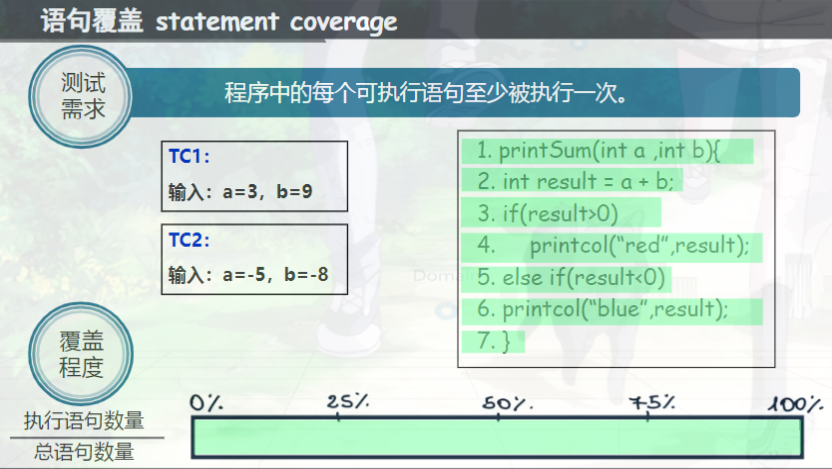 语句覆盖 statement coverage
测试
需求
程序中的每个可执行语句至少被执行一次。
TC1:
输入: a=3, b=9
TC2:
输入: a=-5, b=-8
1. printSum(int a ,int b){
2. int result = a + b;
3. if(result>0)
4. printcol("red",result);
5. else if(result<0)
6. printcol("blue",result);
7. }
覆盖
程度
执行语句数量
总语句数量
0% 25% 50% 75% 100%